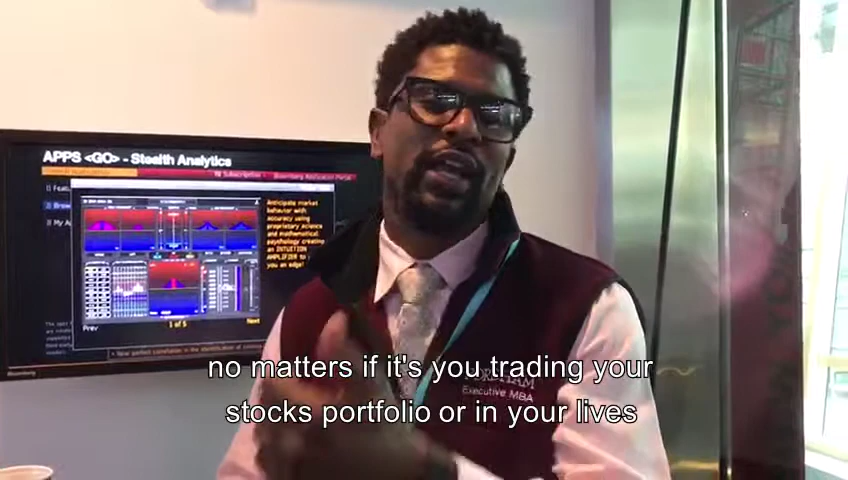 APPS <GO> - Stealth Analytics
Anticipate market
behavior with
accuracy using
proprietary science
and mathematical
psychology creating
an INTUITION
AMPLIFIER to
you an edge!
Prev
1 of 5
Next
no matters if it's you trading your
Executive MBA
stocks portfolio or in your lives